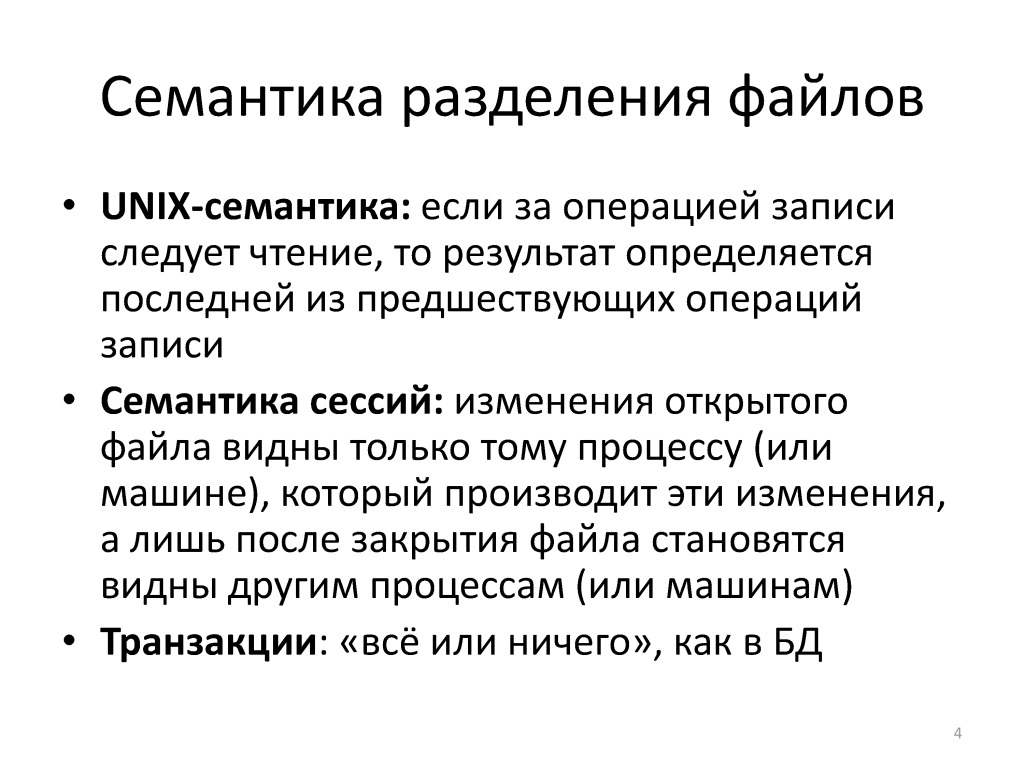 Семантика разделения файлов
• UNIX-семантика: если за операцией записи
следует чтение, то результат определяется
последней из предшествующих операций
записи
• Семантика сессий: изменения открытого
файла видны только тому процессу (или
машине), который производит эти изменения,
а лишь после закрытия файла становятся
видны другим процессам (или машинам)
• Транзакции: «всё или ничего», как в БД
4